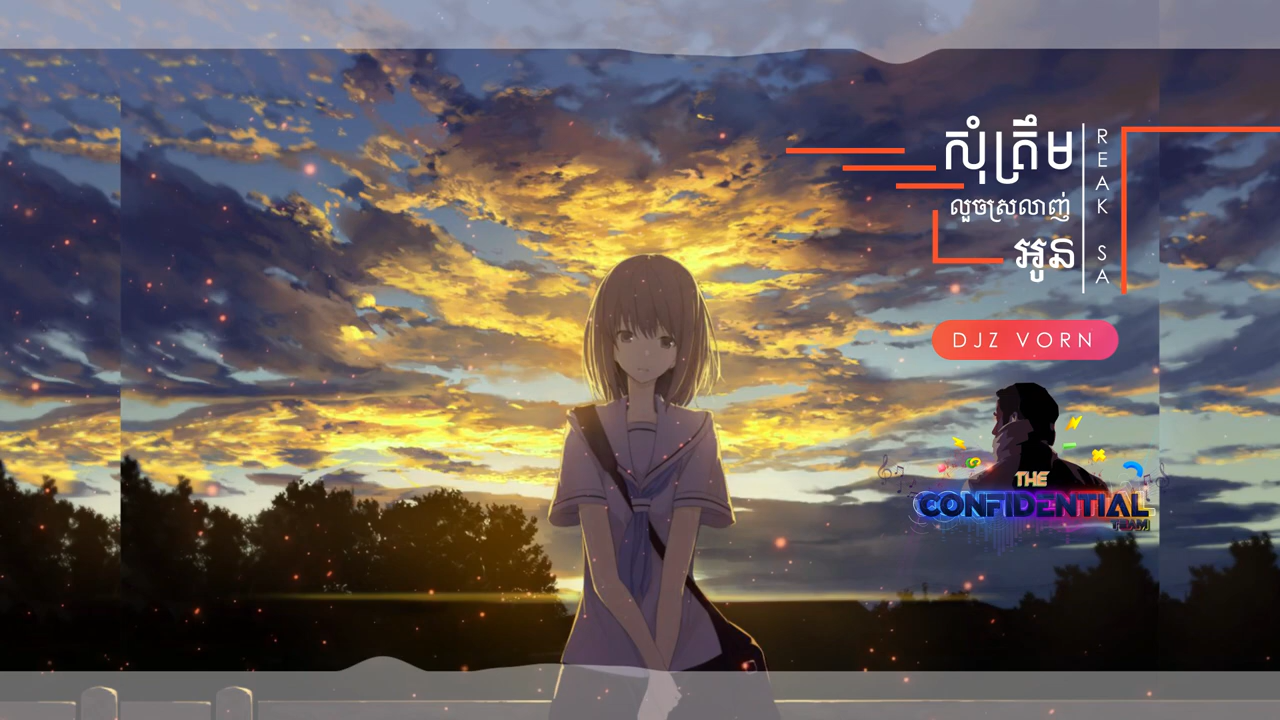 សុំត្រឹម
លួចស្រលាញ់
អូន
REAK SA
DJZ VORN
THE
CONFIDENTIAL
TEAM